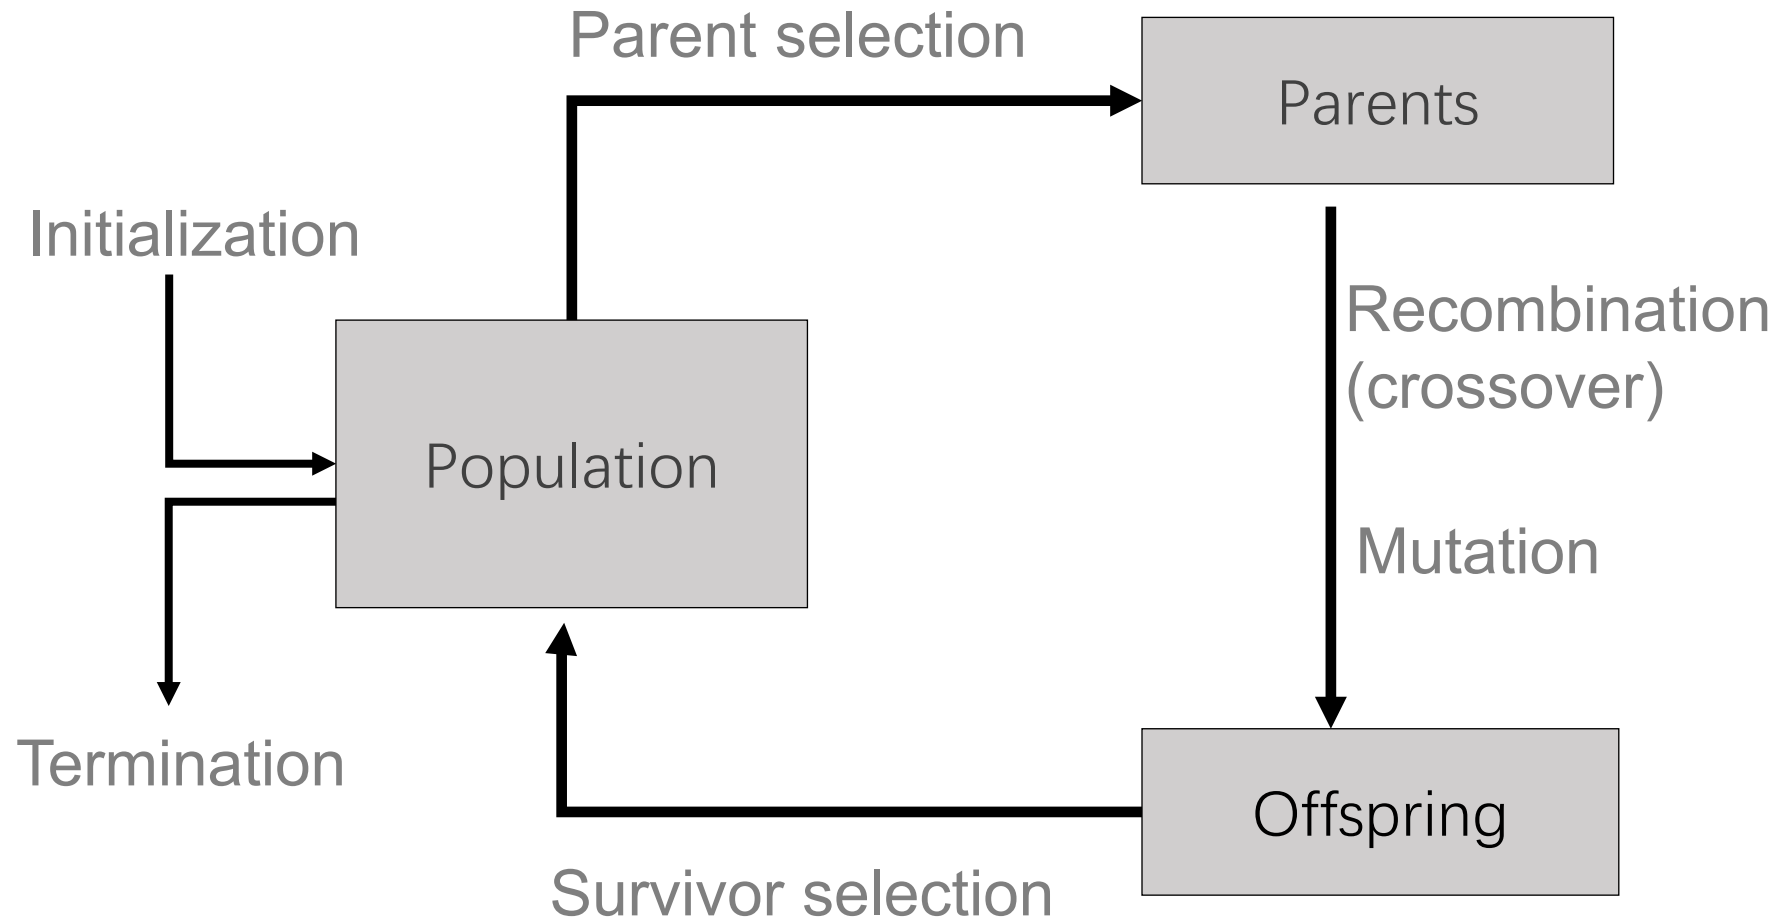 Parent selection
Parents
Initialization
Recombination
(crossover)
Population
Mutation
Termination
Offspring
Survivor selection